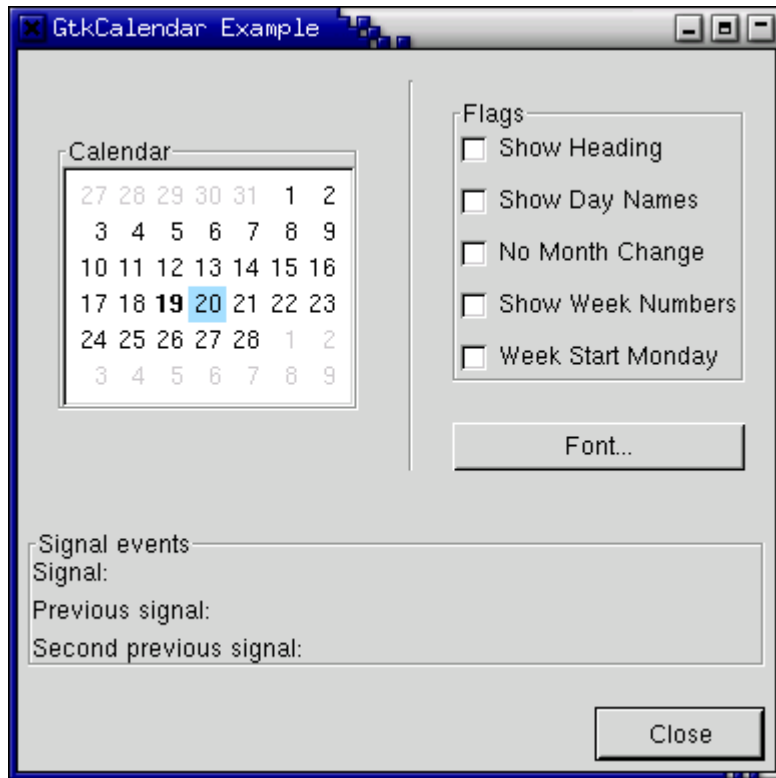 GtkCalendar Example
Calendar
27 28 29 30 31 1 2
3 4 5 6 7 8 9
10 11 12 13 14 15 16
17 18 19 20 21 22 23
24 25 26 27 28 1 2
3 4 5 6 7 8 9
Flags
Show Heading
Show Day Names
No Month Change
Show Week Numbers
Week Start Monday
Font...
Signal events
Signal:
Previous signal:
Second previous signal:
Close